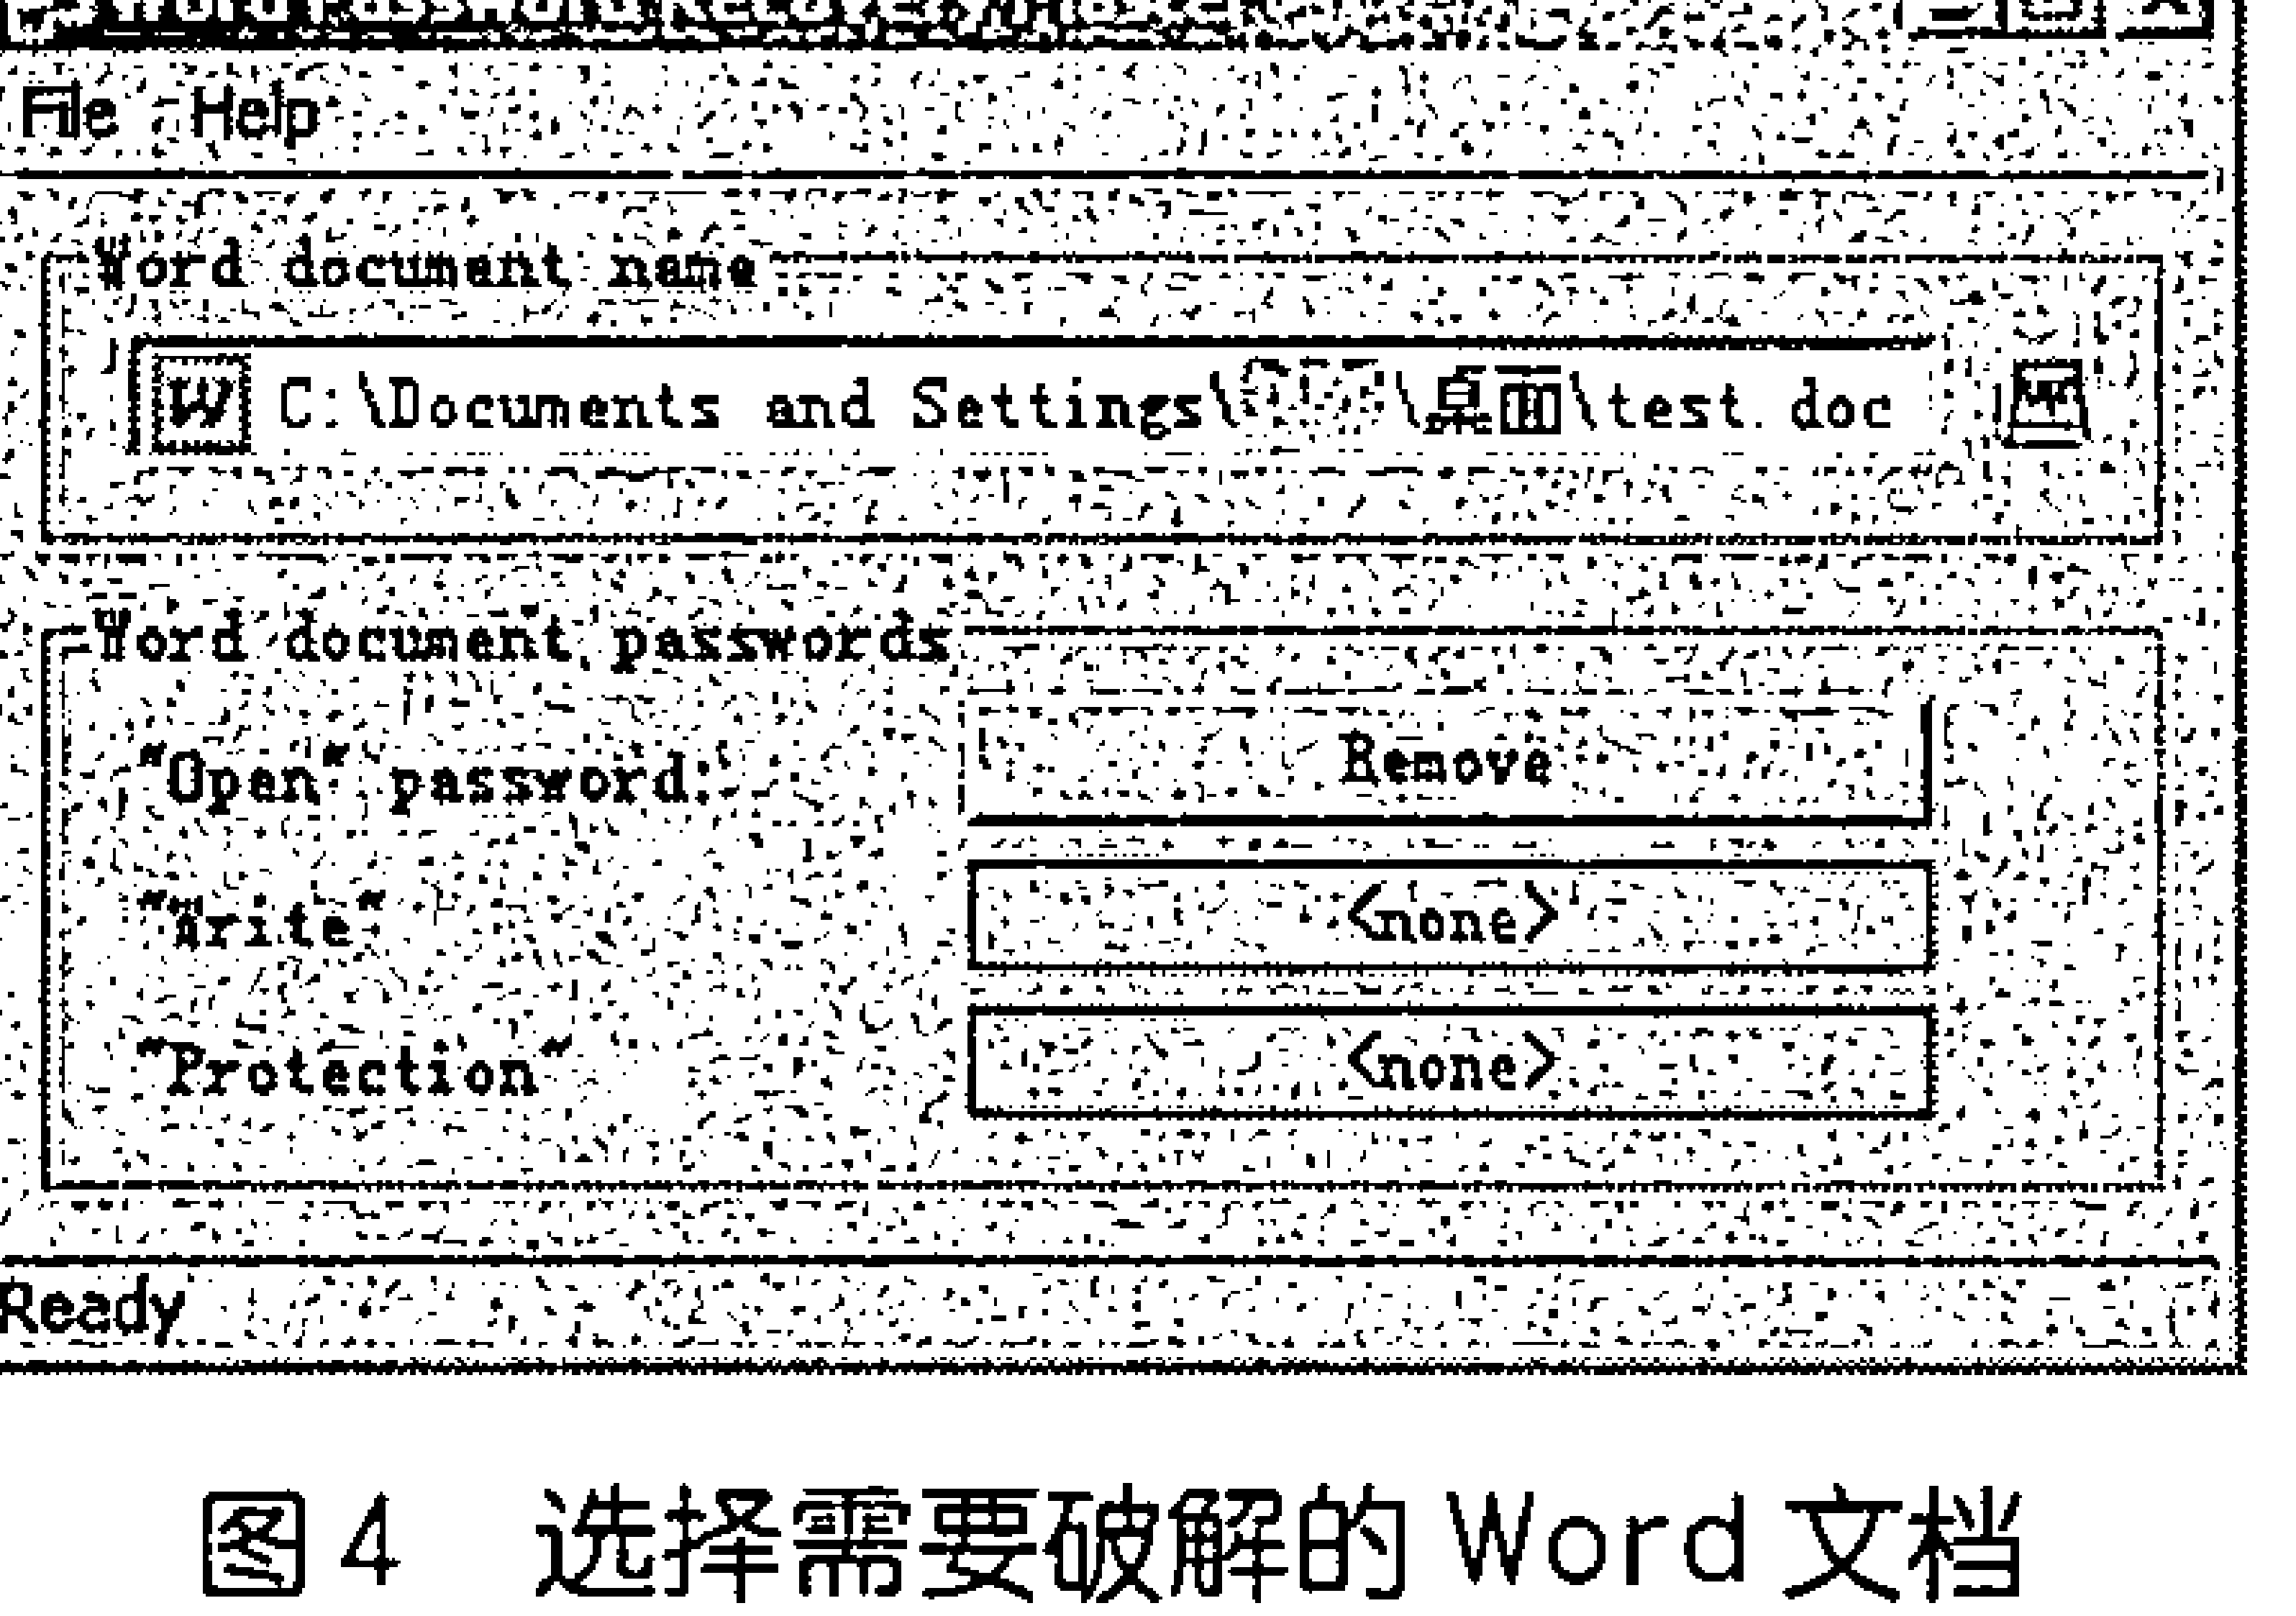 File Help
Word document name
C:\Documents and Settings\ \桌面\test.doc
Word document passwords
"Open" password: Remove
"Write" <none>
"Protection" <none>
Ready
图4 选择需要破解的Word文档